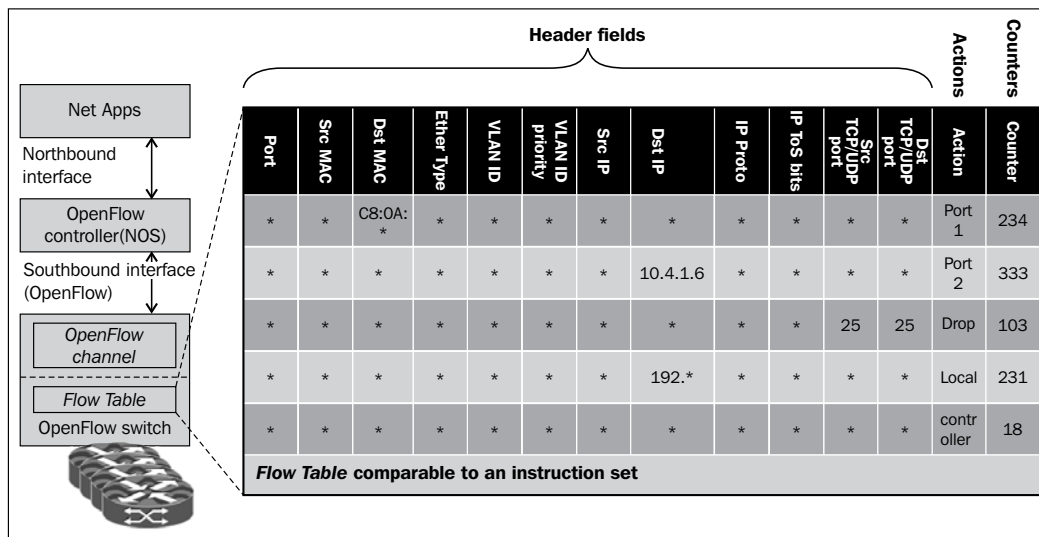 Header fields
Actions
Counters
Net Apps
Northbound
interface
OpenFlow
controller(NOS)
Southbound interface
(OpenFlow)
OpenFlow
channel
Flow Table
OpenFlow switch
Port
Src MAC
Dst MAC
Ether Type
VLAN ID
VLAN ID
priority
Src IP
Dst IP
IP Proto
IP ToS bits
Src
TCP/UDP
port
Dst
TCP/UDP
port
Action
Counter
* * C8:0A:
* * * * * * * * * * Port
1 234
* * * * * * * 10.4.1.6 * * * * Port
2 333
* * * * * * * * * * 25 25 Drop 103
* * * * * * * 192.* * * * * Local 231
* * * * * * * * * * * * contr
oller 18
Flow Table comparable to an instruction set